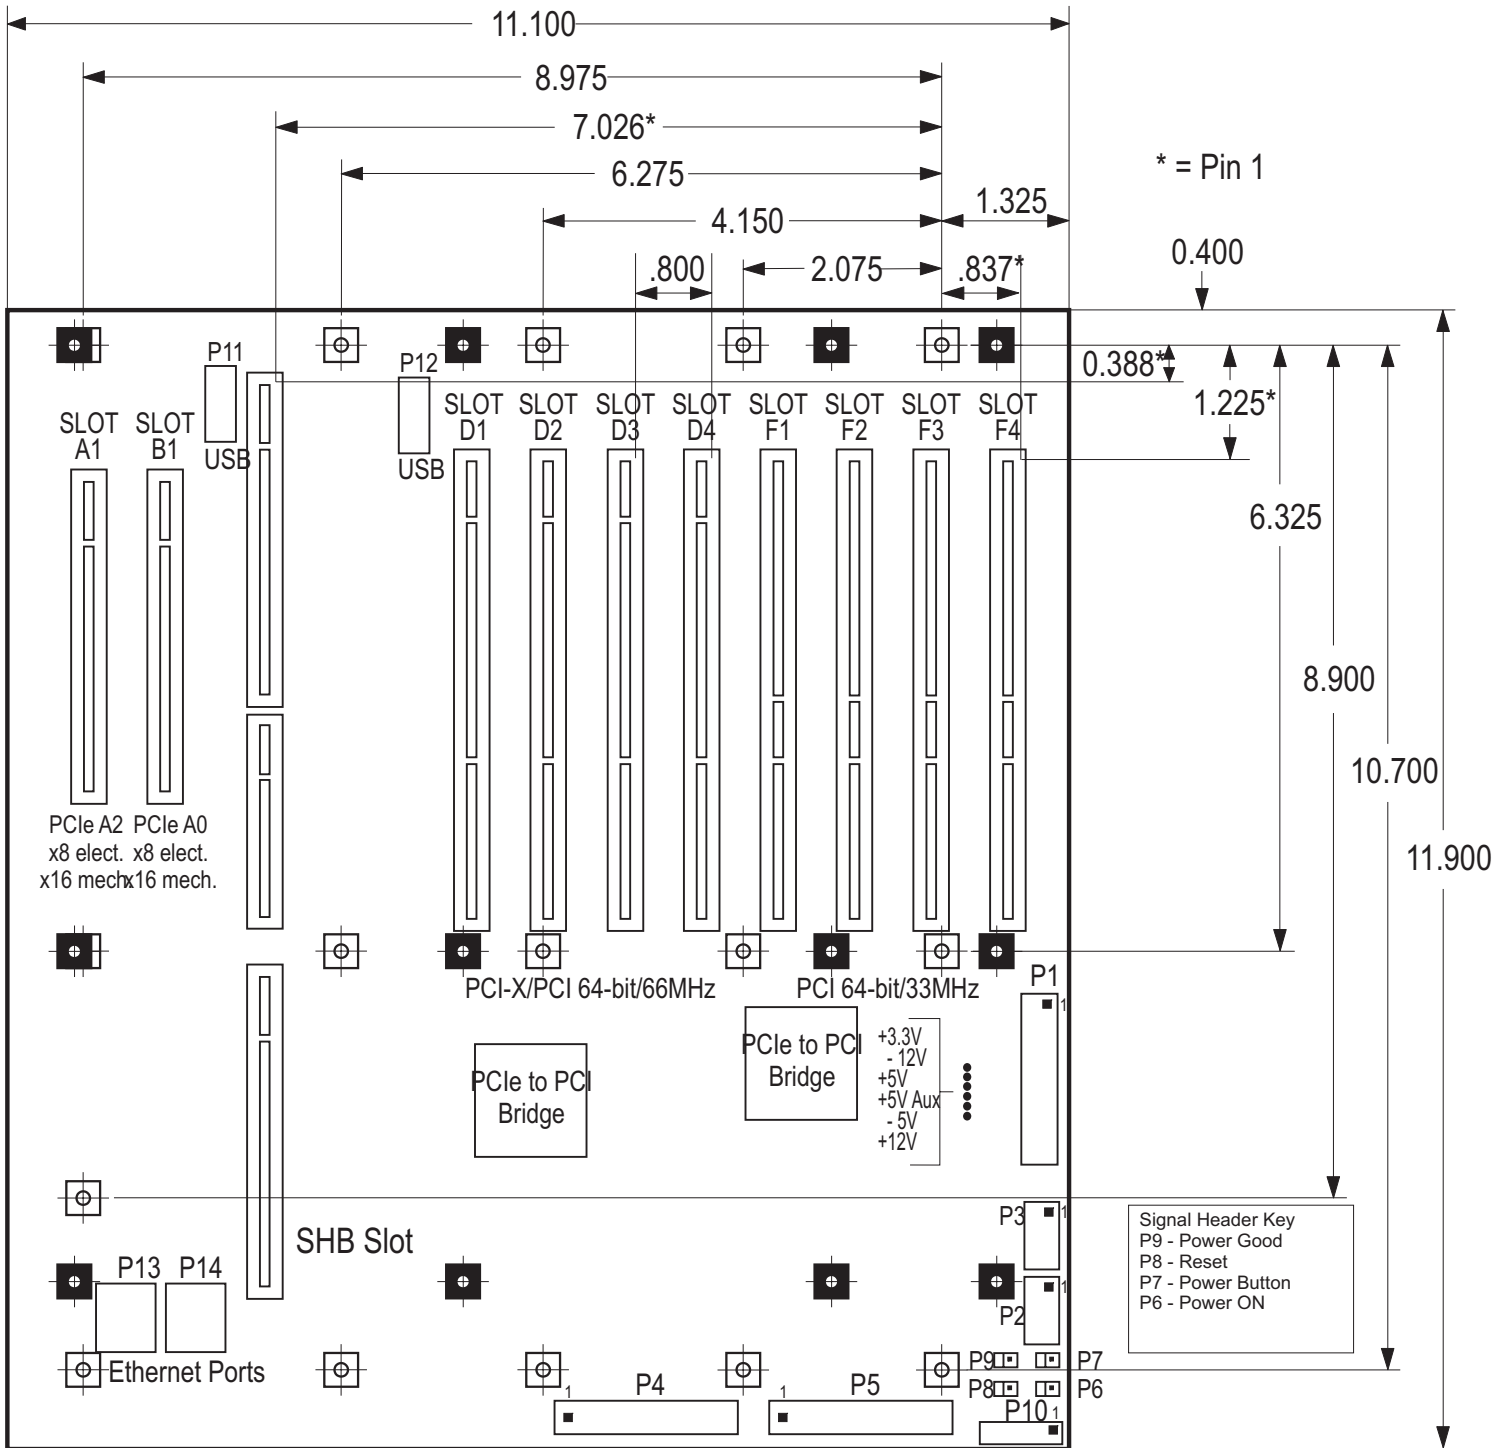 11.100
8.975
7.026*
6.275
* = Pin 1
1.325
4.150
0.400
.800
2.075
.837*
P11
P12
0.388*
1.225*
SLOT
A1
SLOT
B1
USB
USB
SLOT
D1
SLOT
D2
SLOT
D3
SLOT
D4
SLOT
F1
SLOT
F2
SLOT
F3
SLOT
F4
6.325
8.900
10.700
11.900
PCIe A2
x8 elect.
x16 mech.
PCIe A0
x8 elect.
x16 mech.
PCI-X/PCI 64-bit/66MHz
PCI 64-bit/33MHz
P1
1
PCIe to PCI
Bridge
PCIe to PCI
Bridge
+3.3V
- 12V
+5V
+5V Aux
- 5V
+12V
SHB Slot
P3
1
P2
1
Signal Header Key
P9 - Power Good
P8 - Reset
P7 - Power Button
P6 - Power ON
P13
P14
Ethernet Ports
P9
P7
P8
P6
P4
1
P5
1
P10
1